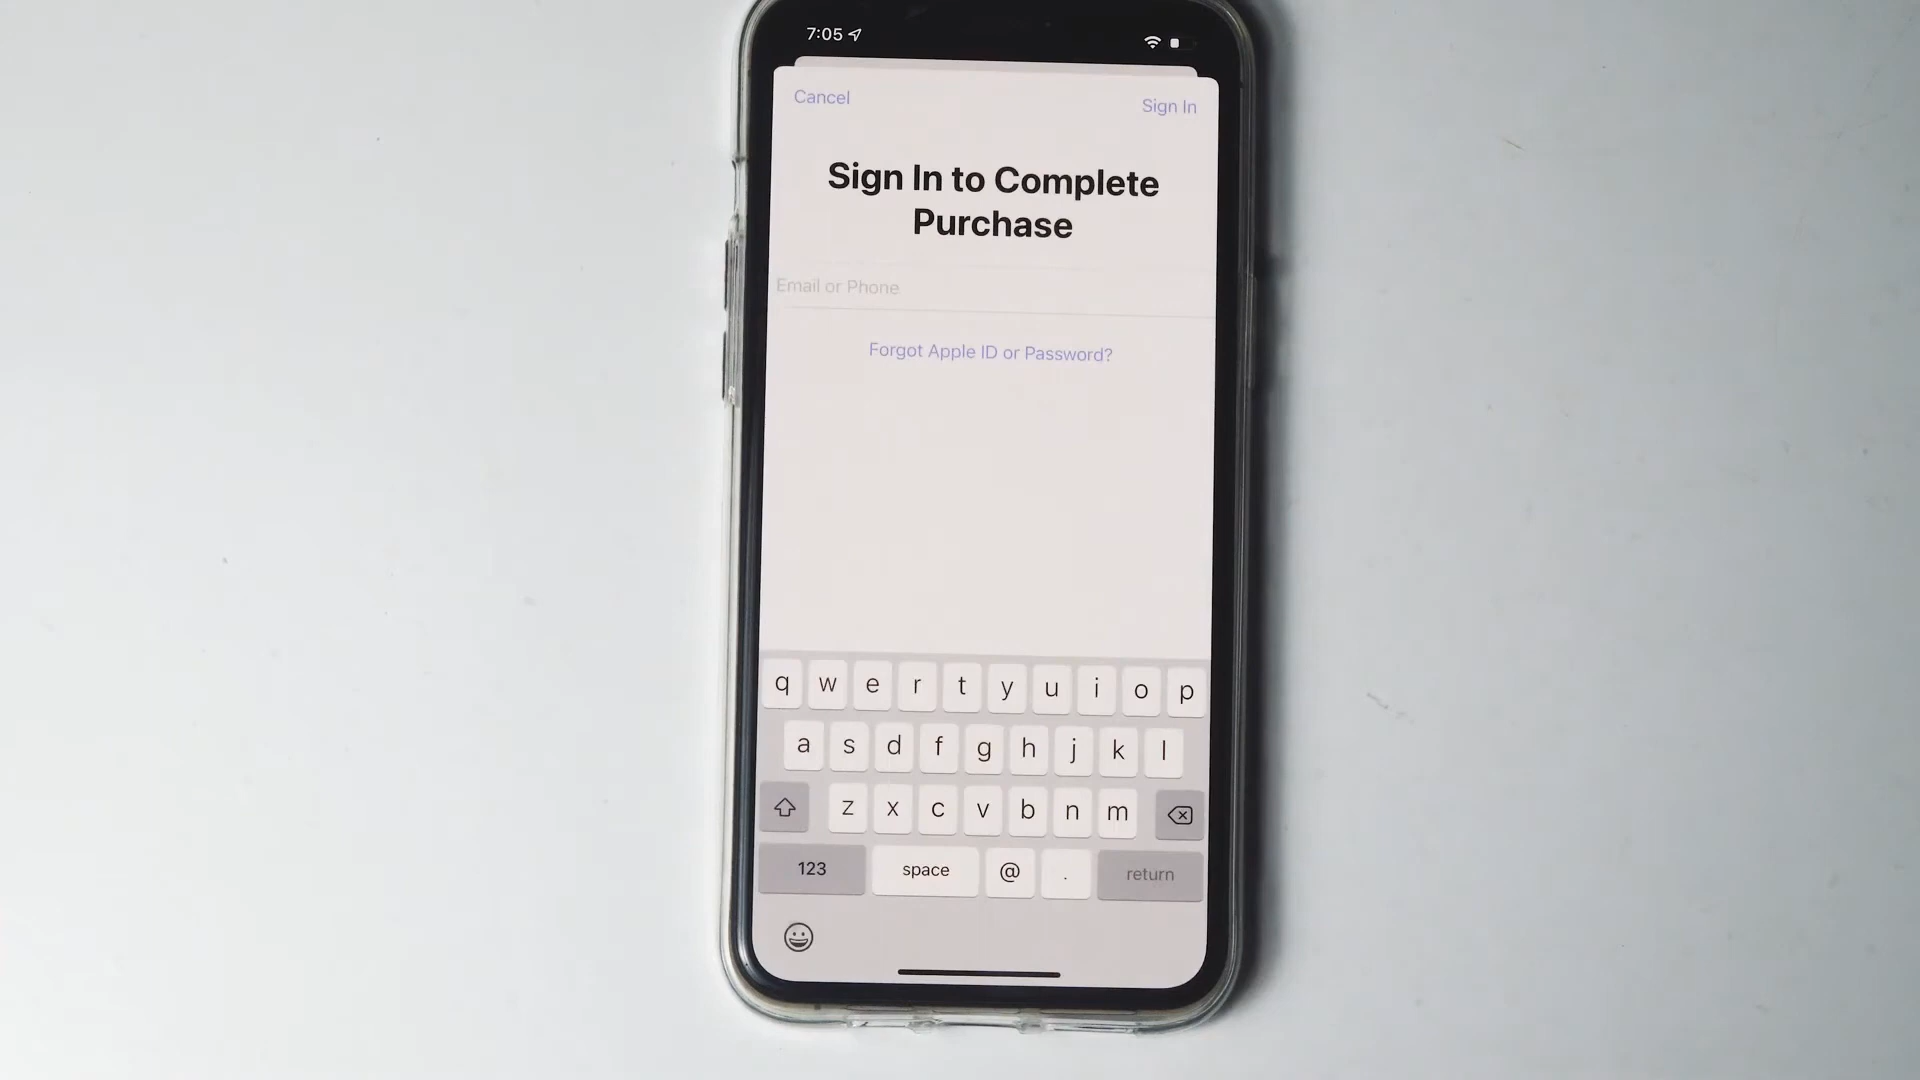 7:05
Cancel
Sign In
Sign In to Complete
Purchase
Email or Phone
Forgot Apple ID or Password?
q w e r t y u i o p
a s d f g h j k l
z x c v b n m
123 space @ . return